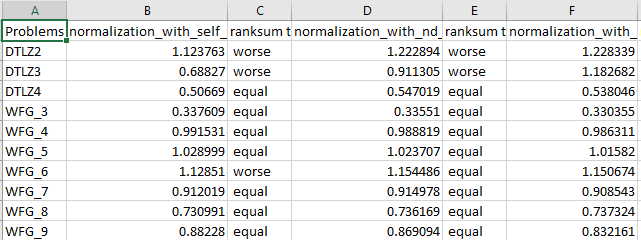 A B C D E F
Problems normalization_with_self_ ranksum t normalization_with_nd_ ranksum t normalization_with_
DTLZ2 1.123763 worse 1.222894 worse 1.228339
DTLZ3 0.68827 worse 0.911305 worse 1.182682
DTLZ4 0.50669 equal 0.547019 equal 0.538046
WFG_3 0.337609 equal 0.33551 equal 0.330355
WFG_4 0.991531 equal 0.988819 equal 0.986311
WFG_5 1.028999 equal 1.023707 equal 1.01582
WFG_6 1.12851 worse 1.154486 equal 1.150674
WFG_7 0.912019 equal 0.914978 equal 0.908543
WFG_8 0.730991 equal 0.736169 equal 0.737324
WFG_9 0.88228 equal 0.869094 equal 0.832161